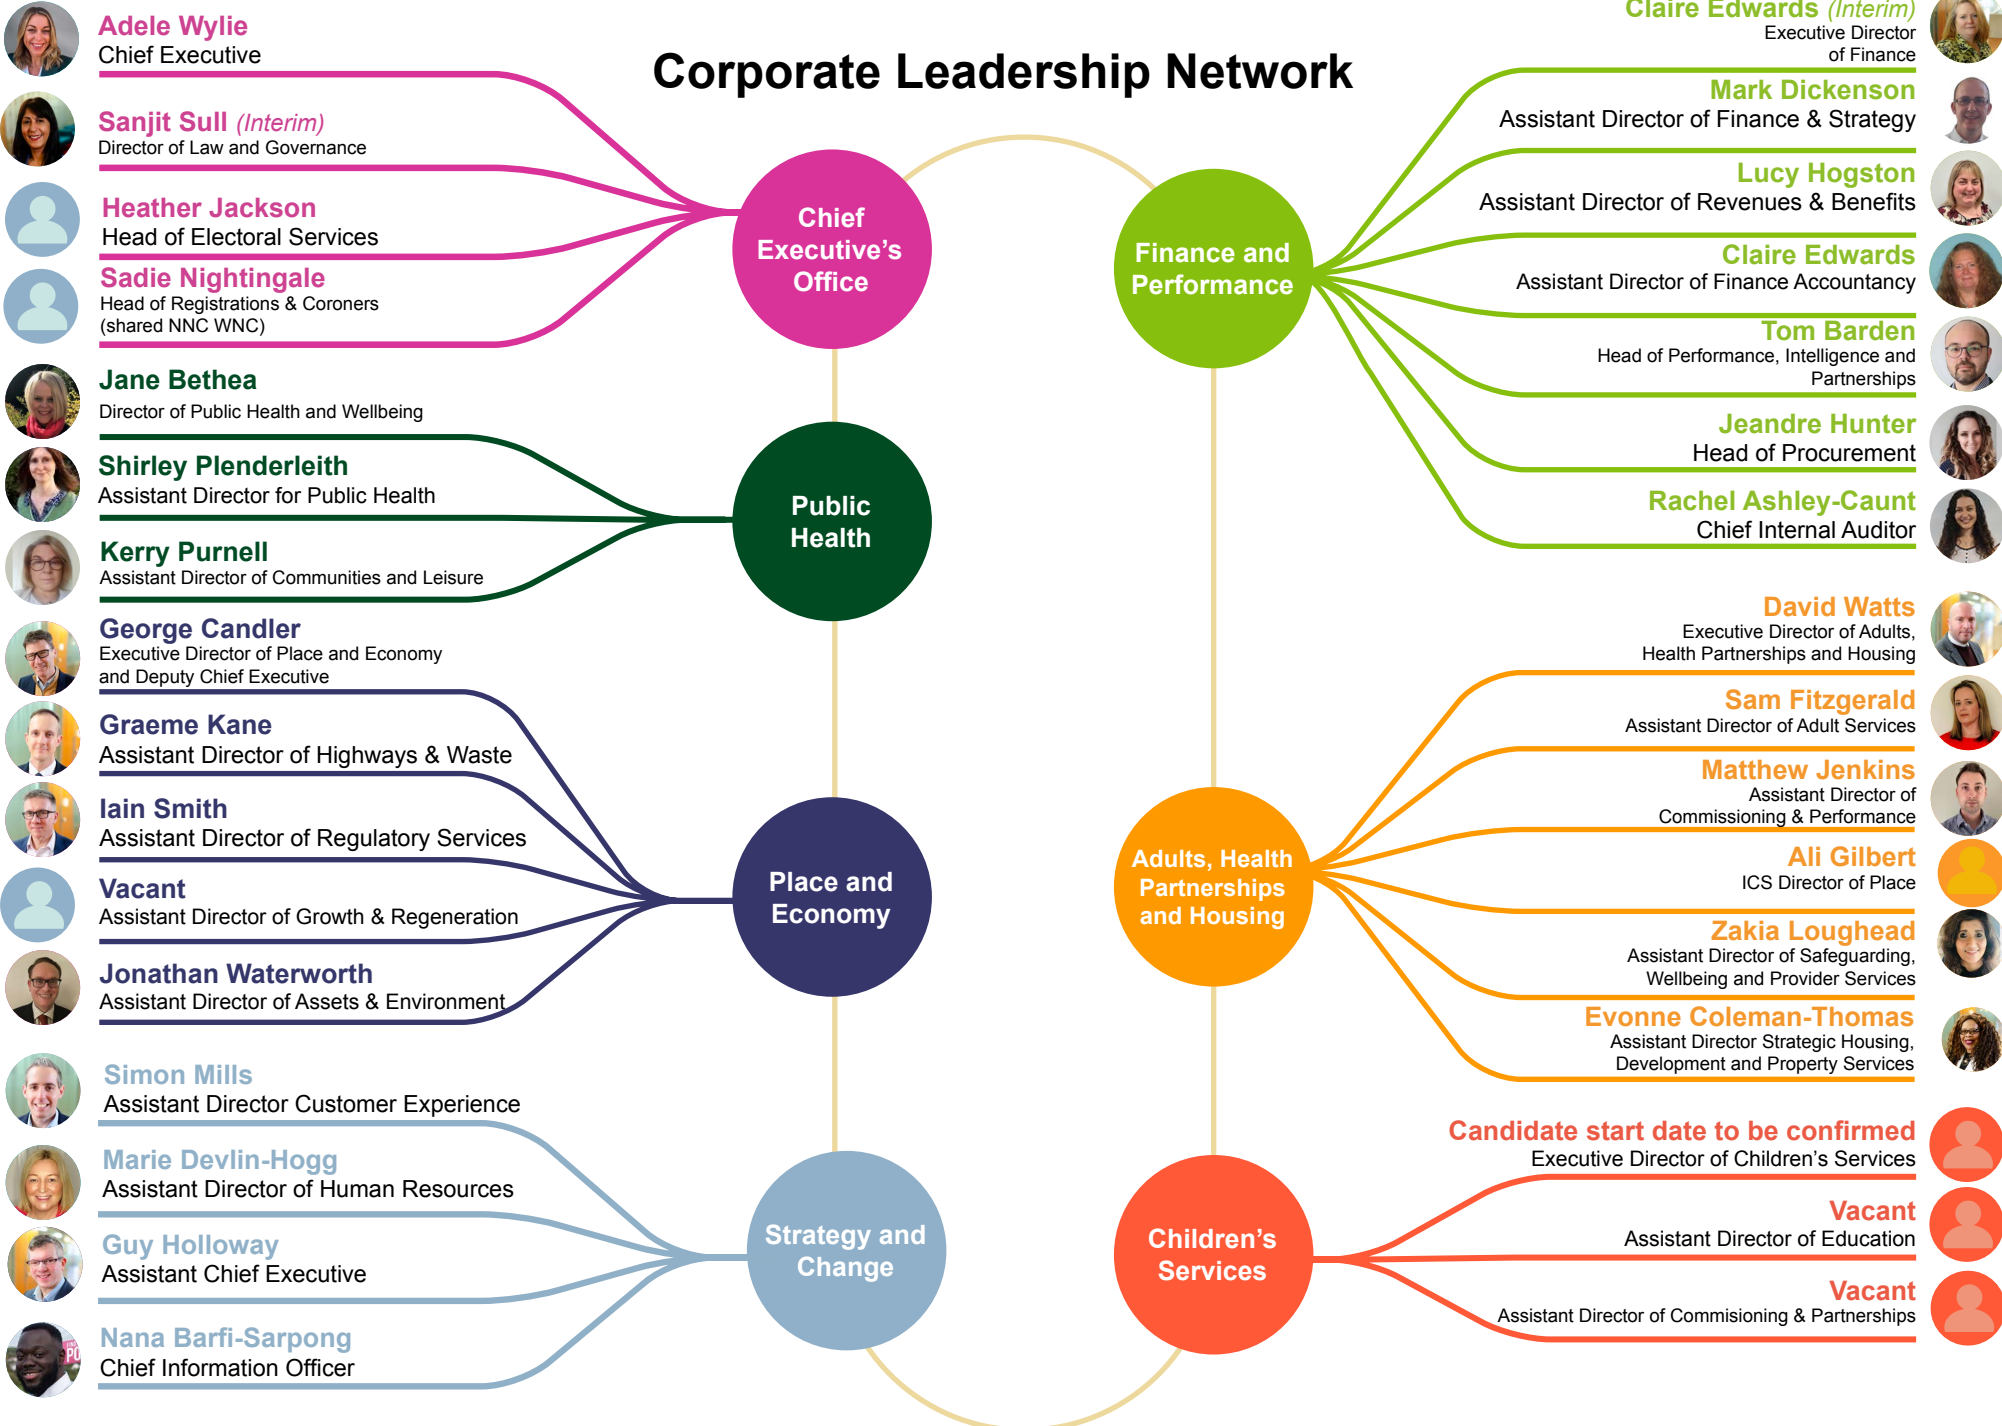 Corporate Leadership Network
Adele Wylie
Chief Executive
Sanjit Sull (Interim)
Director of Law and Governance
Heather Jackson
Head of Electoral Services
Sadie Nightingale
Head of Registrations & Coroners
(shared NNC WNC)
Chief
Executive’s
Office
Jane Bethea
Director of Public Health and Wellbeing
Shirley Plenderleith
Assistant Director for Public Health
Kerry Purnell
Assistant Director of Communities and Leisure
Public
Health
George Candler
Executive Director of Place and Economy
and Deputy Chief Executive
Graeme Kane
Assistant Director of Highways & Waste
Iain Smith
Assistant Director of Regulatory Services
Vacant
Assistant Director of Growth & Regeneration
Jonathan Waterworth
Assistant Director of Assets & Environment
Place and
Economy
Simon Mills
Assistant Director Customer Experience
Marie Devlin-Hogg
Assistant Director of Human Resources
Guy Holloway
Assistant Chief Executive
Nana Barfi-Sarpong
Chief Information Officer
PO
Strategy and
Change
Claire Edwards (Interim)
Executive Director
of Finance
Mark Dickenson
Assistant Director of Finance & Strategy
Lucy Hogston
Assistant Director of Revenues & Benefits
Claire Edwards
Assistant Director of Finance Accountancy
Tom Barden
Head of Performance, Intelligence and
Partnerships
Jeandre Hunter
Head of Procurement
Rachel Ashley-Caunt
Chief Internal Auditor
Finance and
Performance
David Watts
Executive Director of Adults,
Health Partnerships and Housing
Sam Fitzgerald
Assistant Director of Adult Services
Matthew Jenkins
Assistant Director of
Commissioning & Performance
Ali Gilbert
ICS Director of Place
Zakia Loughead
Assistant Director of Safeguarding,
Wellbeing and Provider Services
Evonne Coleman-Thomas
Assistant Director Strategic Housing,
Development and Property Services
Adults, Health
Partnerships
and Housing
Candidate start date to be confirmed
Executive Director of Children’s Services
Vacant
Assistant Director of Education
Vacant
Assistant Director of Commisioning & Partnerships
Children’s
Services